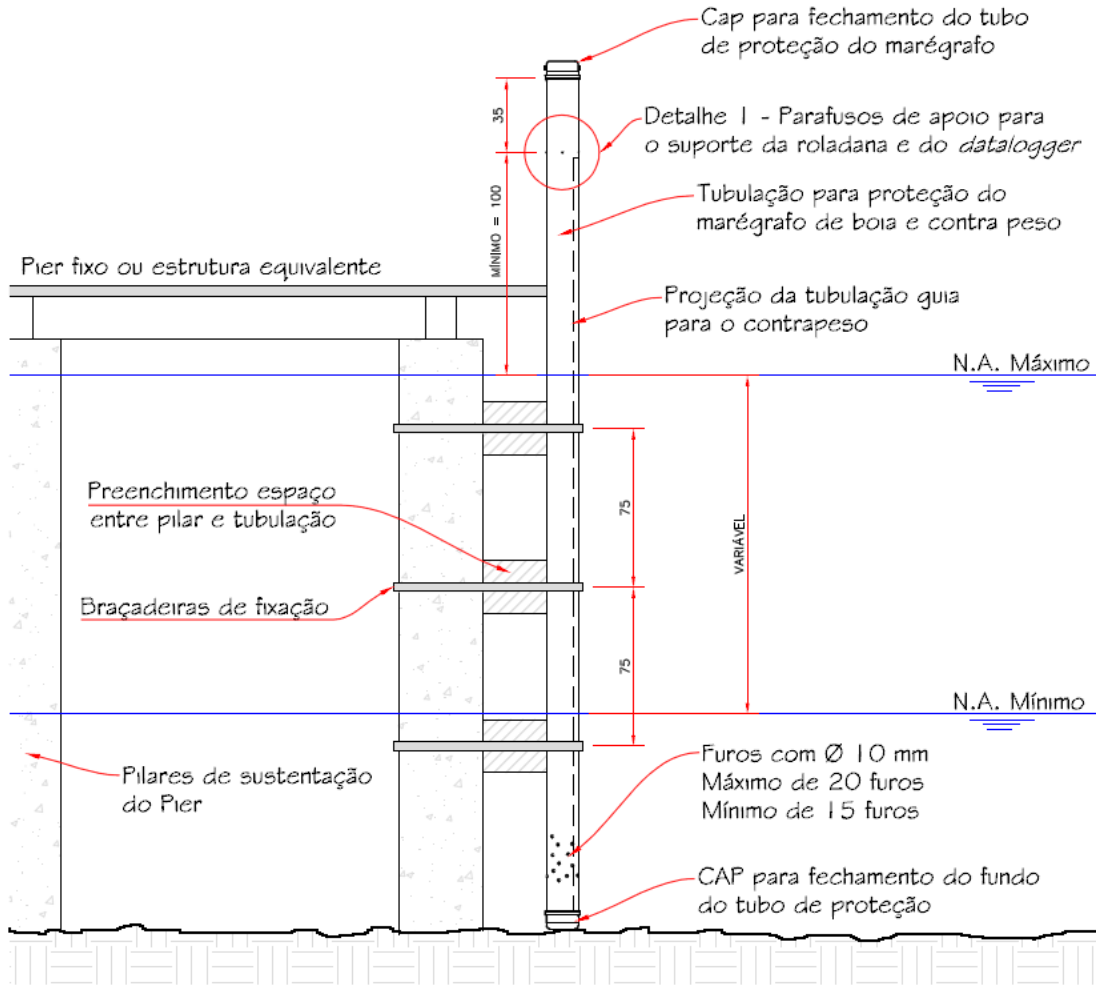 Cap para fechamento do tubo
de proteção do marégrafo
35
Detalhe 1 - Parafusos de apoio para
o suporte da roladana e do datalogger
MÍNIMO = 100
Tubulação para proteção do
marégrafo de boia e contra peso
Pier fixo ou estrutura equivalente
Projeção da tubulação guia
para o contrapeso
N.A. Máximo
Preenchimento espaço
entre pilar e tubulação
75
VARIÁVEL
Braçadeiras de fixação
75
N.A. Mínimo
Pilares de sustentação
do Pier
Furos com Ø 10 mm
Máximo de 20 furos
Mínimo de 15 furos
CAP para fechamento do fundo
do tubo de proteção